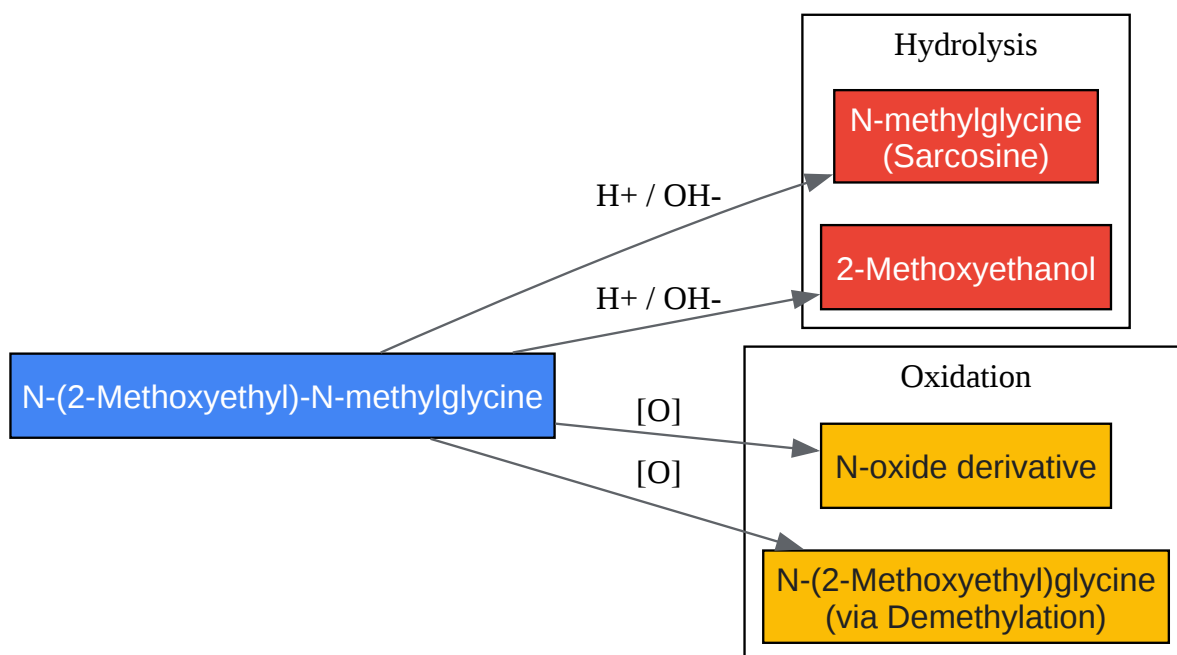 Hydrolysis
N-methylglycine
(Sarcosine)
H+ / OH-
2-Methoxyethanol
H+ / OH-
N-(2-Methoxyethyl)-N-methylglycine
Oxidation
[O]
N-oxide derivative
[O]
N-(2-Methoxyethyl)glycine
(via Demethylation)